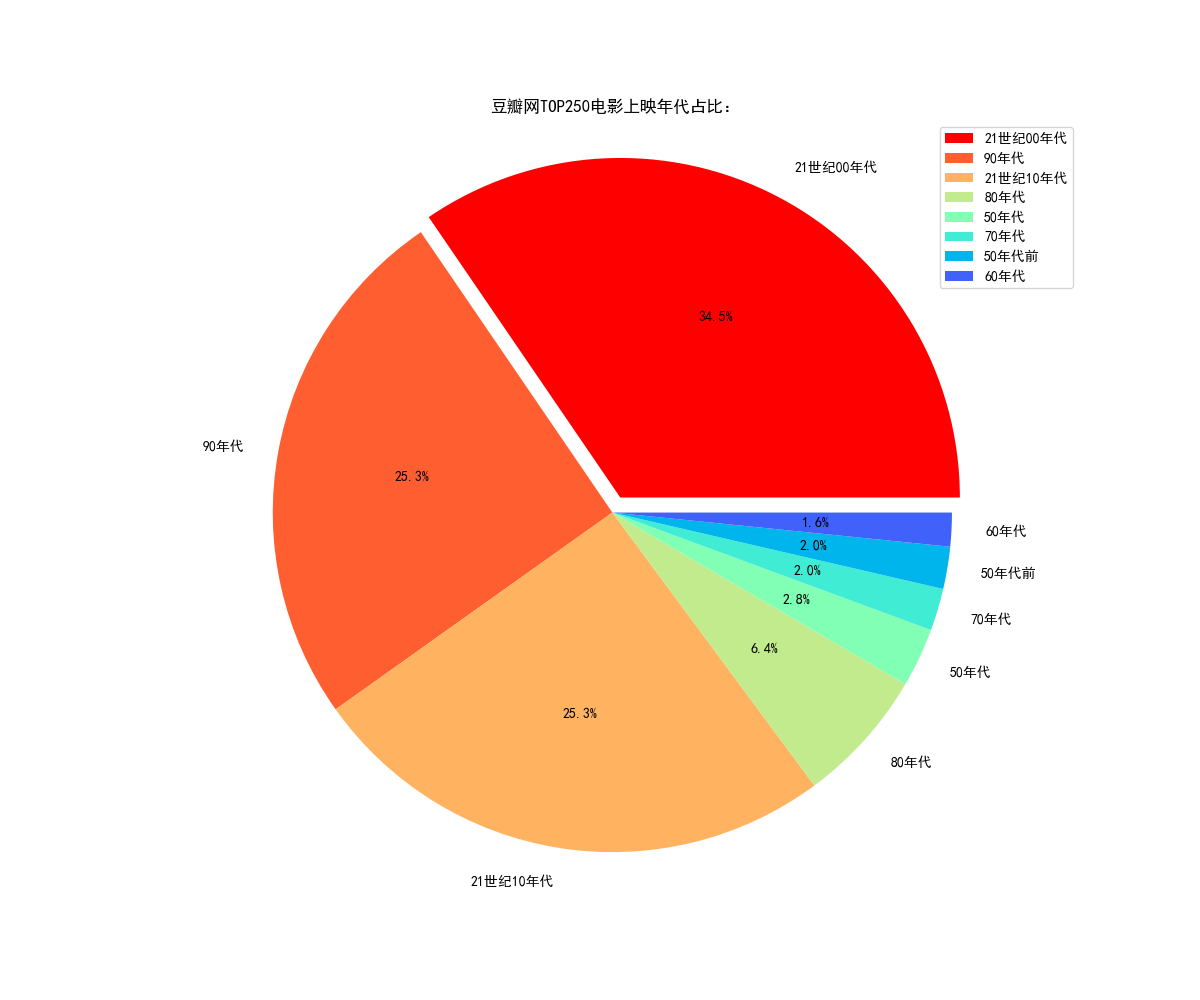 豆瓣网TOP250电影上映年代占比:
21世纪00年代
90年代
21世纪10年代
80年代
50年代
70年代
50年代前
60年代
21世纪00年代
34.5%
90年代
25.3%
21世纪10年代
25.3%
80年代
6.4%
50年代
2.8%
70年代
2.0%
50年代前
2.0%
60年代
1.6%